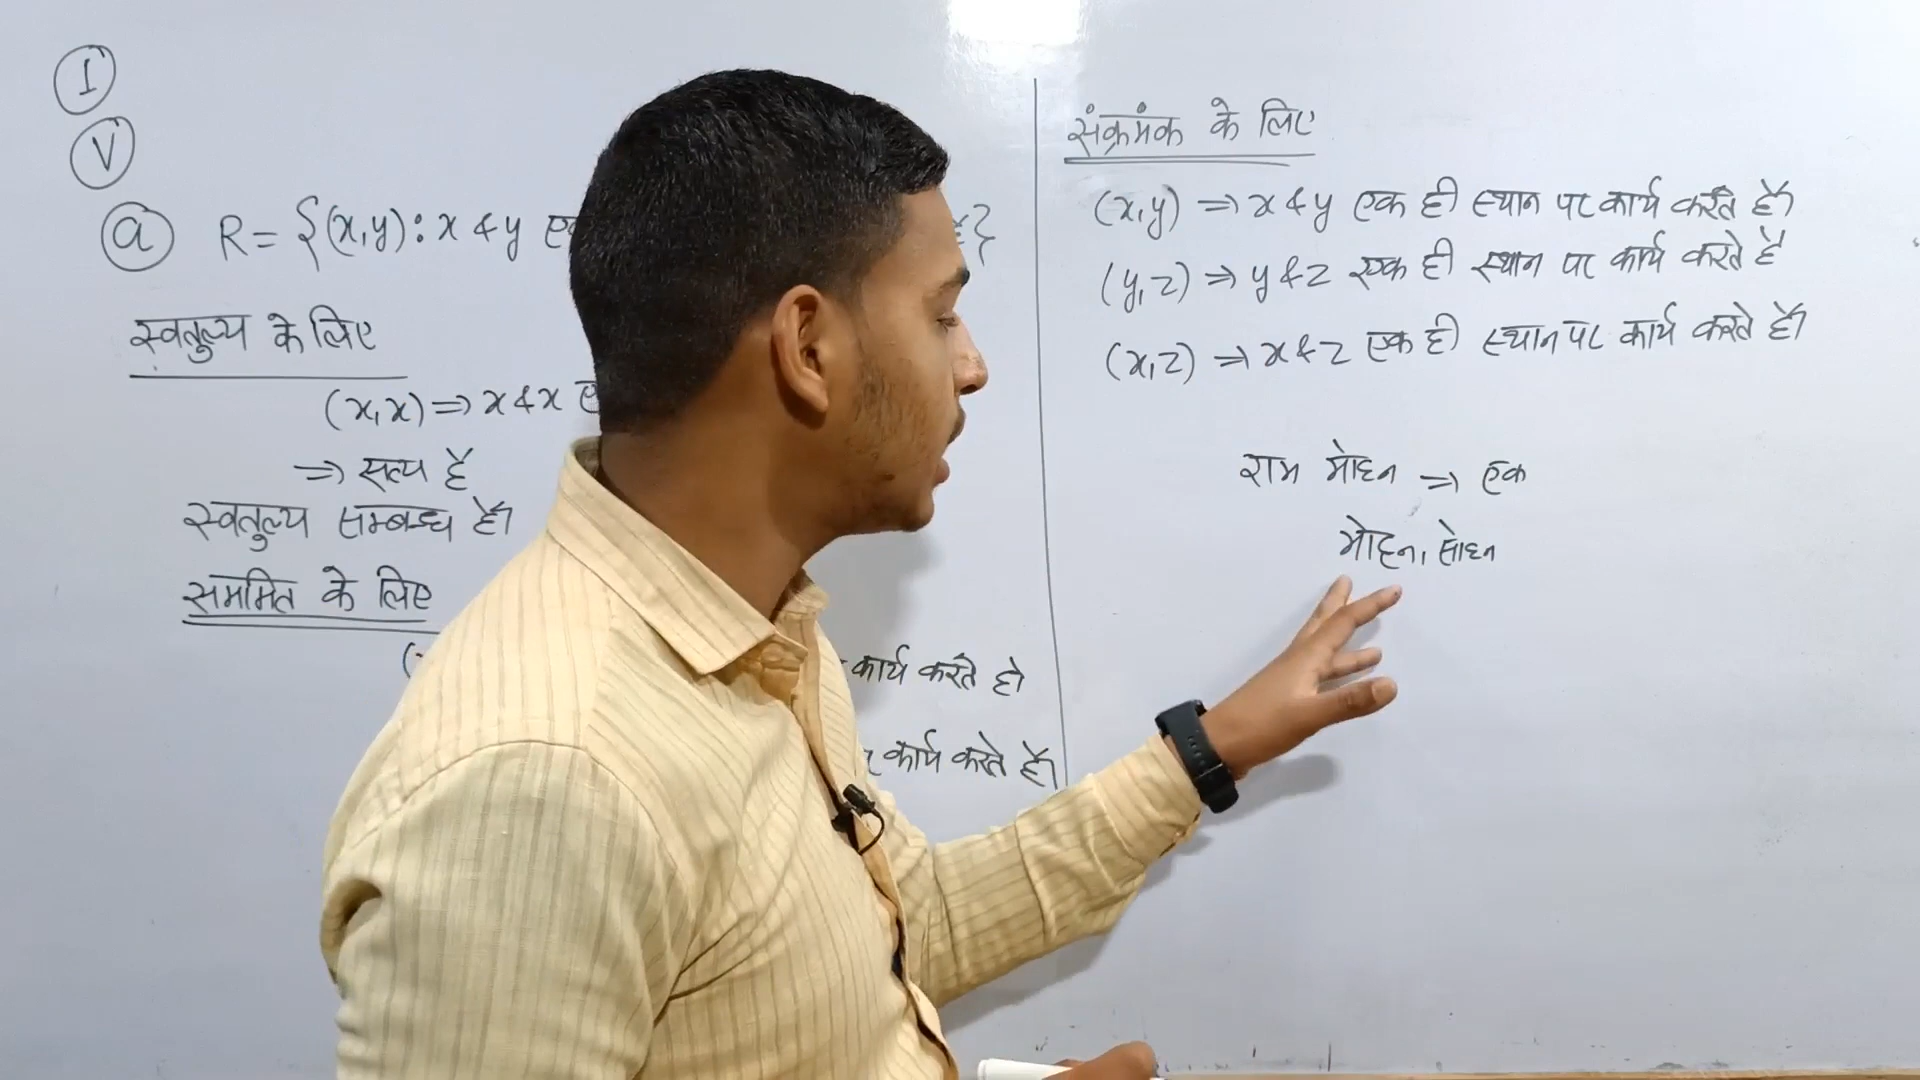 I
V
a R = {(x,y) : x & y है}
स्वतुल्य के लिए
(x,x) ⇒ x & x
⇒ सत्य है
स्वतुल्य सम्बन्ध है।
सममित के लिए
कार्य करते हो
कार्य करते है।
संक्रमंक के लिए
(x,y) ⇒ x & y एक ही स्थान पर कार्य करते है।
(y,z) ⇒ y & z एक ही स्थान पर कार्य करते है
(x,z) ⇒ x & z एक ही स्थान पर कार्य करते है।
राम मोहन ⇒ एक
मोहन, सोहन